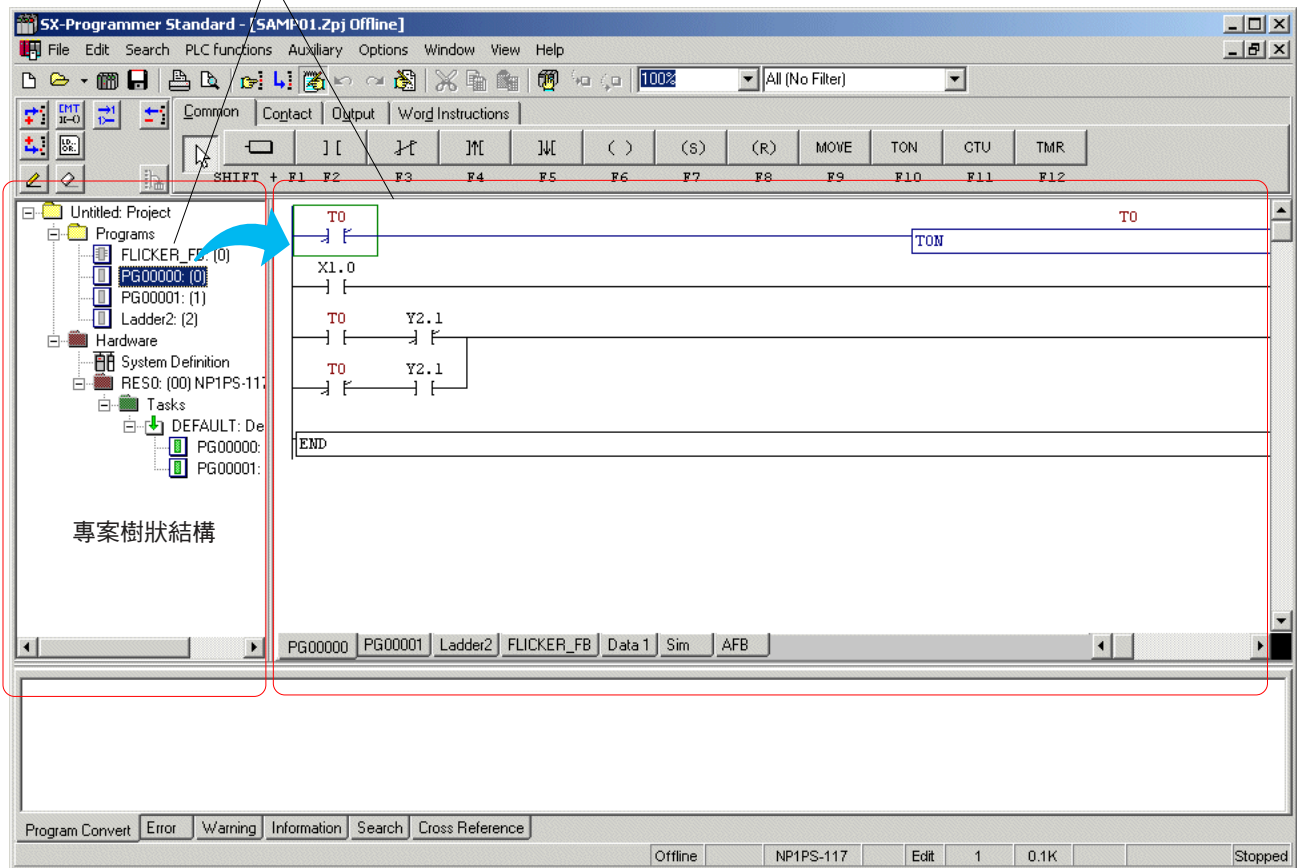 SX-Programmer Standard - [SAMP01.Zpj Offline]
File Edit Search PLC functions Auxiliary Options Window View Help
100% All (No Filter)
Common Contact Output Word Instructions
( ) (S) (R) MOVE TON CTU TMR
SHIFT + F1 F2 F3 F4 F5 F6 F7 F8 F9 F10 F11 F12
Untitled: Project
Programs
FLICKER_FB: (0)
PG00000: (0)
PG00001: (1)
Ladder2: (2)
Hardware
System Definition
RES0: (00) NP1PS-117
Tasks
DEFAULT: De
PG00000:
PG00001:
專案樹狀結構
T0 T0
TON
X1.0
T0 Y2.1
T0 Y2.1
END
PG00000 PG00001 Ladder2 FLICKER_FB Data 1 Sim AFB
Program Convert Error Warning Information Search Cross Reference
Offline NP1PS-117 Edit 1 0.1K Stopped